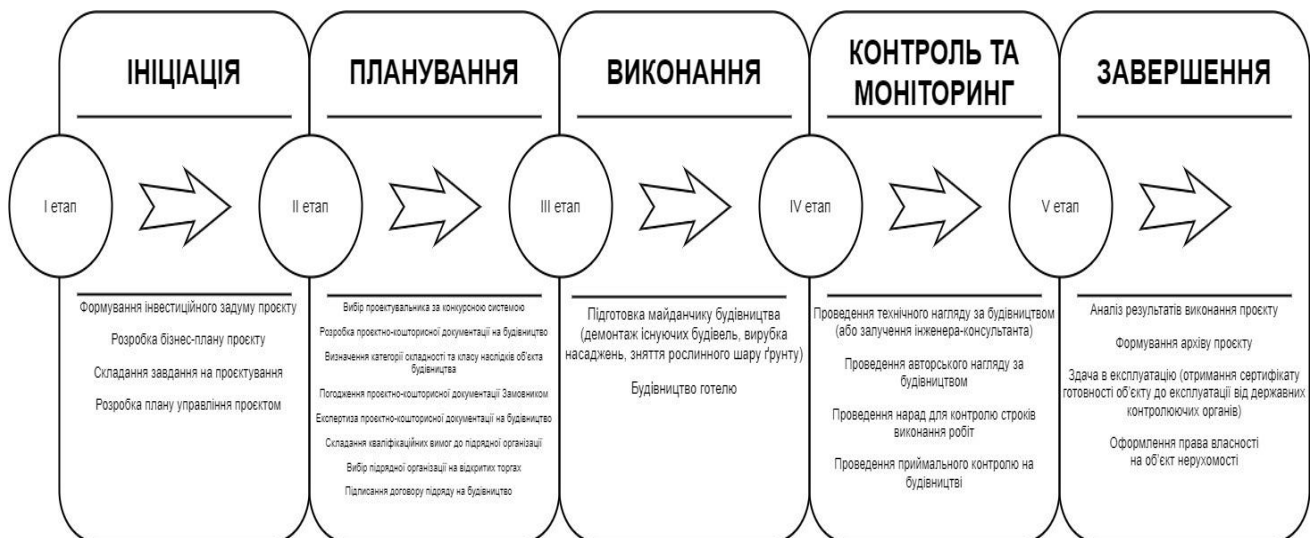 ІНІЦІАЦІЯ
I етап
Формування інвестиційного задуму проєкту
Розробка бізнес-плану проєкту
Складання завдання на проєктування
Розробка плану управління проєктом
ПЛАНУВАННЯ
II етап
Вибір проектувальника за конкурсною системою
Розробка проєктно-кошторисної документації на будівництво
Визначення категорії складності та класу наслідків об'єкта
будівництва
Погодження проєктно-кошторисної документації Замовником
Експертиза проєктно-кошторисної документації на будівництво
Складання кваліфікаційних вимог до підрядної організації
Вибір підрядної організації на відкритих торгах
Підписання договору підряду на будівництво
ВИКОНАННЯ
III етап
Підготовка майданчику будівництва
(демонтаж існуючих будівель, вирубка
насаджень, зняття рослинного шару ґрунту)
Будівництво готелю
КОНТРОЛЬ ТА
МОНІТОРИНГ
IV етап
Проведення технічного нагляду за будівництвом
(або залучення інженера-консультанта)
Проведення авторського нагляду за
будівництвом
Проведення нарад для контролю строків
виконання робіт
Проведення приймального контролю на
будівництві
ЗАВЕРШЕННЯ
V етап
Аналіз результатів виконання проєкту
Формування архіву проєкту
Здача в експлуатацію (отримання сертифікату
готовності об'єкту до експлуатації від державних
контролюючих органів)
Оформлення права власності
на об'єкт нерухомості